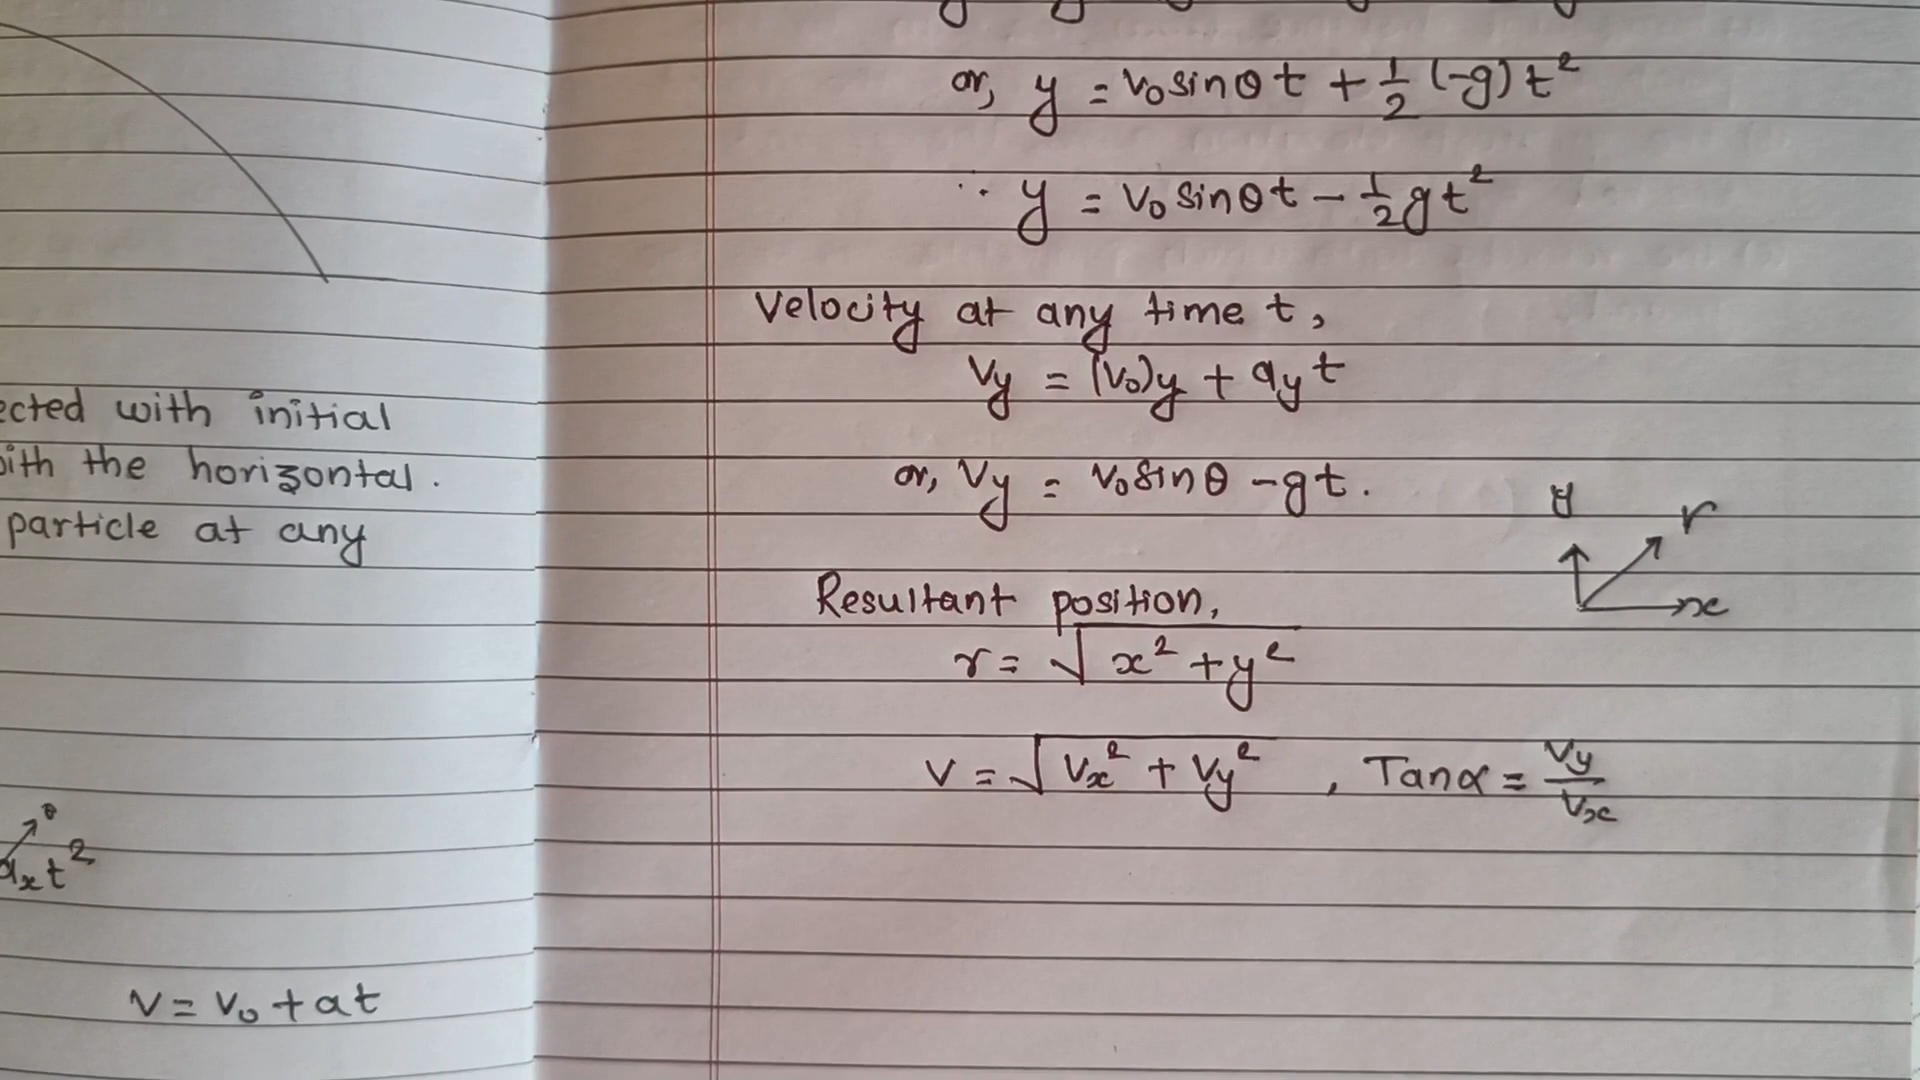 ected with initial
with the horizontal.
particle at any
axt²
v = v₀ + at
or, y = v₀ sinθ t + ½ (-g) t²
∴ y = v₀ sinθ t - ½ g t²
Velocity at any time t,
Vy = (v₀)y + ay t
or, Vy = v₀ sinθ - gt.
y
r
x
Resultant position,
r = √(x² + y²)
v = √(Vx² + Vy²) , Tanα = Vy/Vx